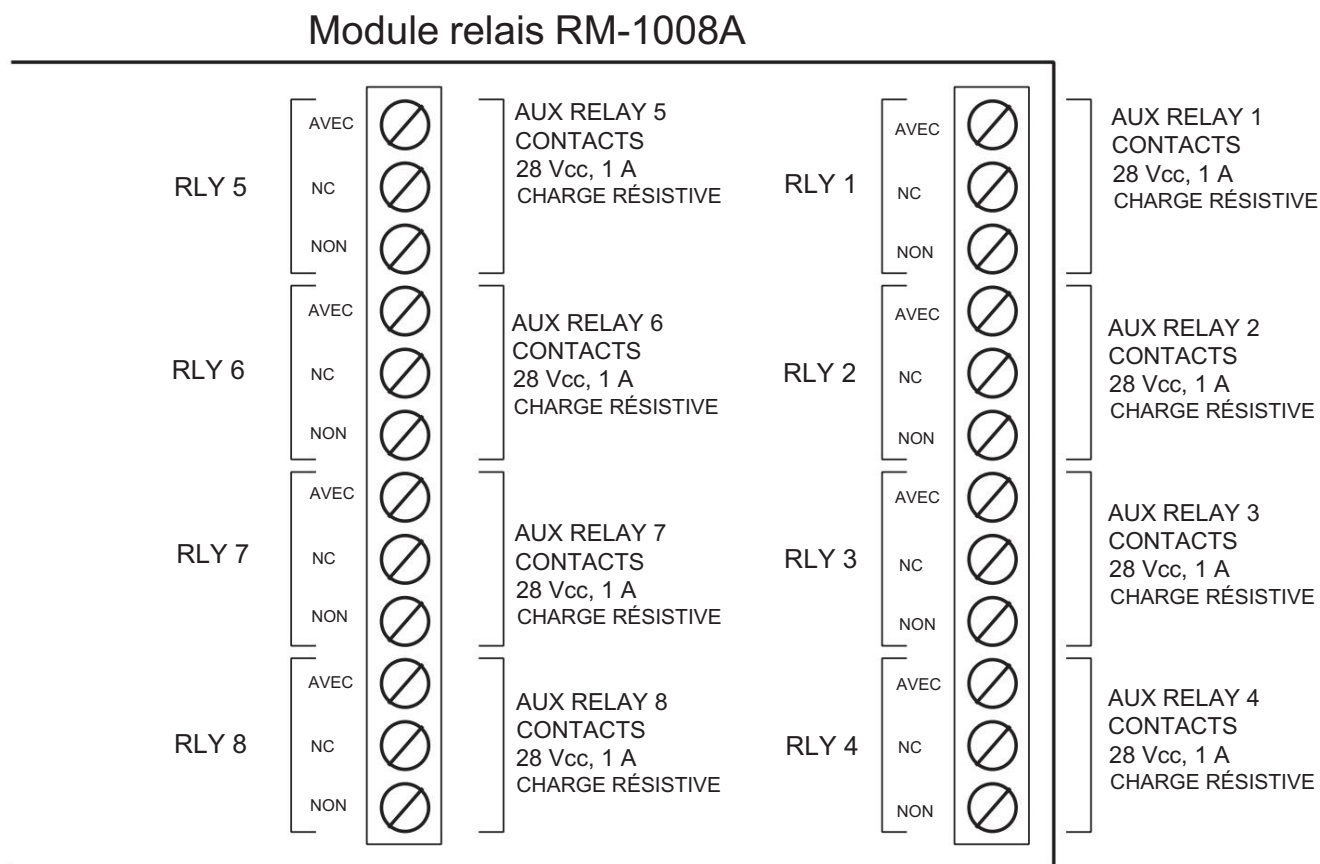 Module relais RM-1008A
RLY 5
AVEC
NC
NON
AUX RELAY 5
CONTACTS
28 Vcc, 1 A
CHARGE RÉSISTIVE
RLY 6
AVEC
NC
NON
AUX RELAY 6
CONTACTS
28 Vcc, 1 A
CHARGE RÉSISTIVE
RLY 7
AVEC
NC
NON
AUX RELAY 7
CONTACTS
28 Vcc, 1 A
CHARGE RÉSISTIVE
RLY 8
AVEC
NC
NON
AUX RELAY 8
CONTACTS
28 Vcc, 1 A
CHARGE RÉSISTIVE
RLY 1
AVEC
NC
NON
AUX RELAY 1
CONTACTS
28 Vcc, 1 A
CHARGE RÉSISTIVE
RLY 2
AVEC
NC
NON
AUX RELAY 2
CONTACTS
28 Vcc, 1 A
CHARGE RÉSISTIVE
RLY 3
AVEC
NC
NON
AUX RELAY 3
CONTACTS
28 Vcc, 1 A
CHARGE RÉSISTIVE
RLY 4
AVEC
NC
NON
AUX RELAY 4
CONTACTS
28 Vcc, 1 A
CHARGE RÉSISTIVE